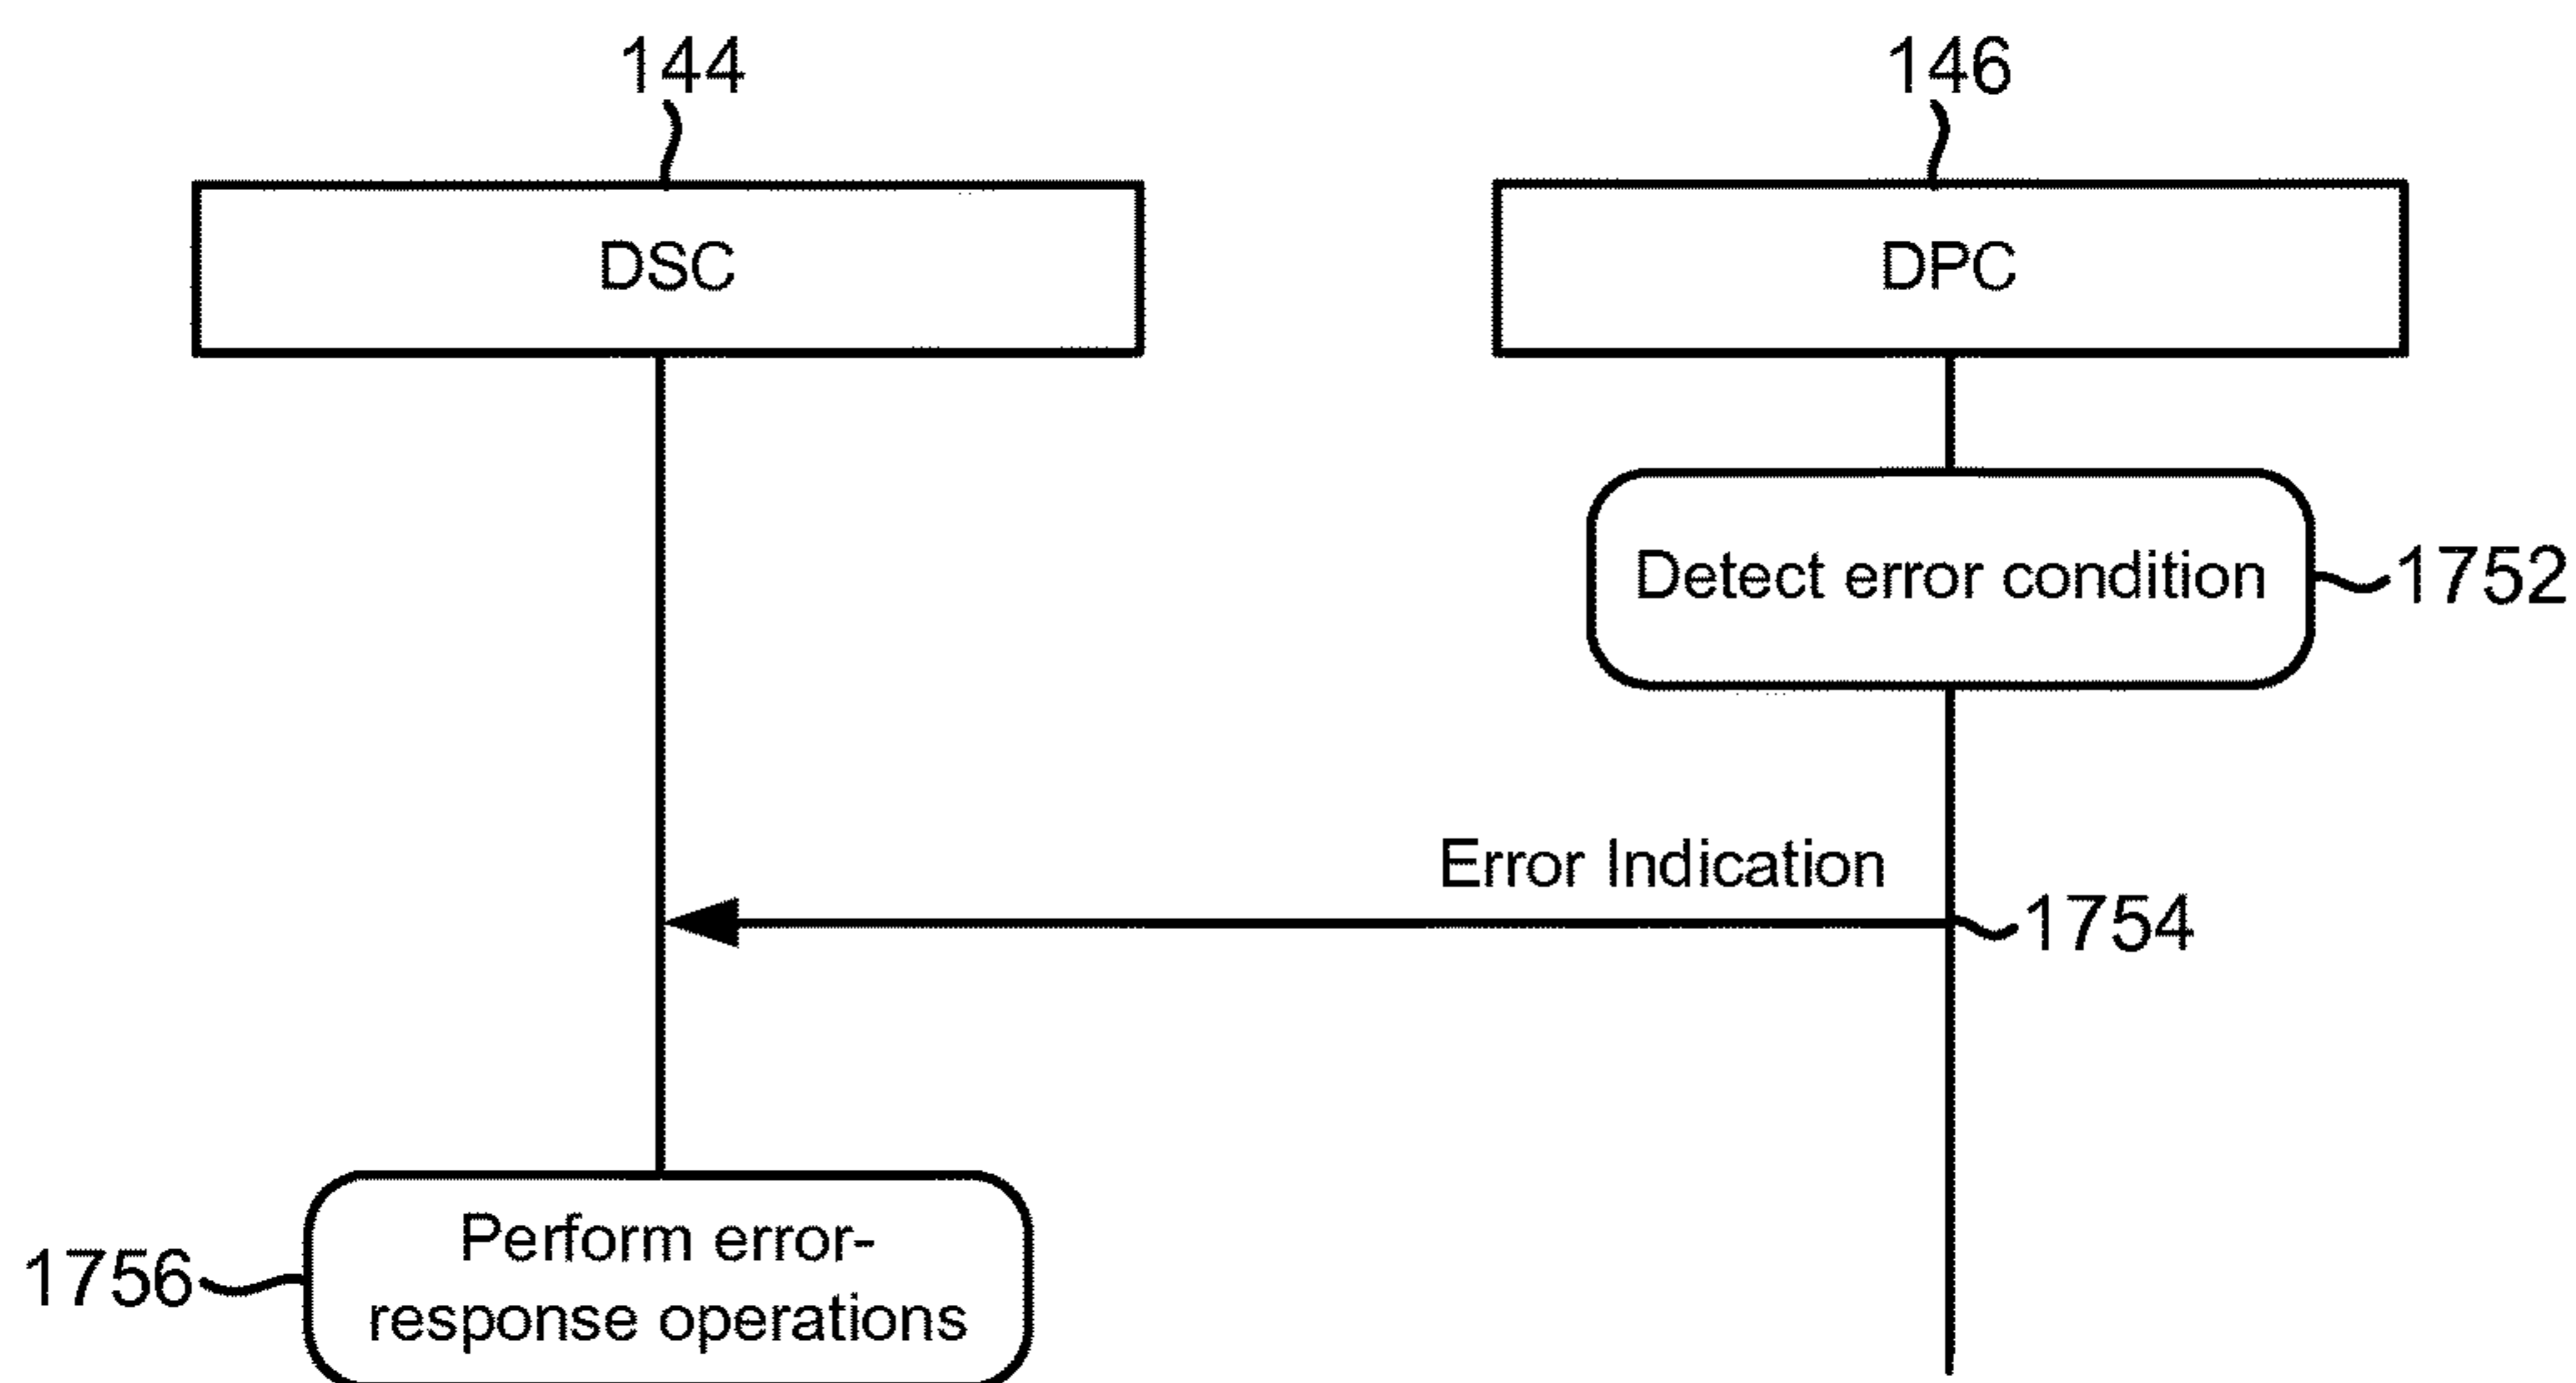 144
146
DSC
DPC
Detect error condition
1752
Error Indication
1754
Perform error-
response operations
1756